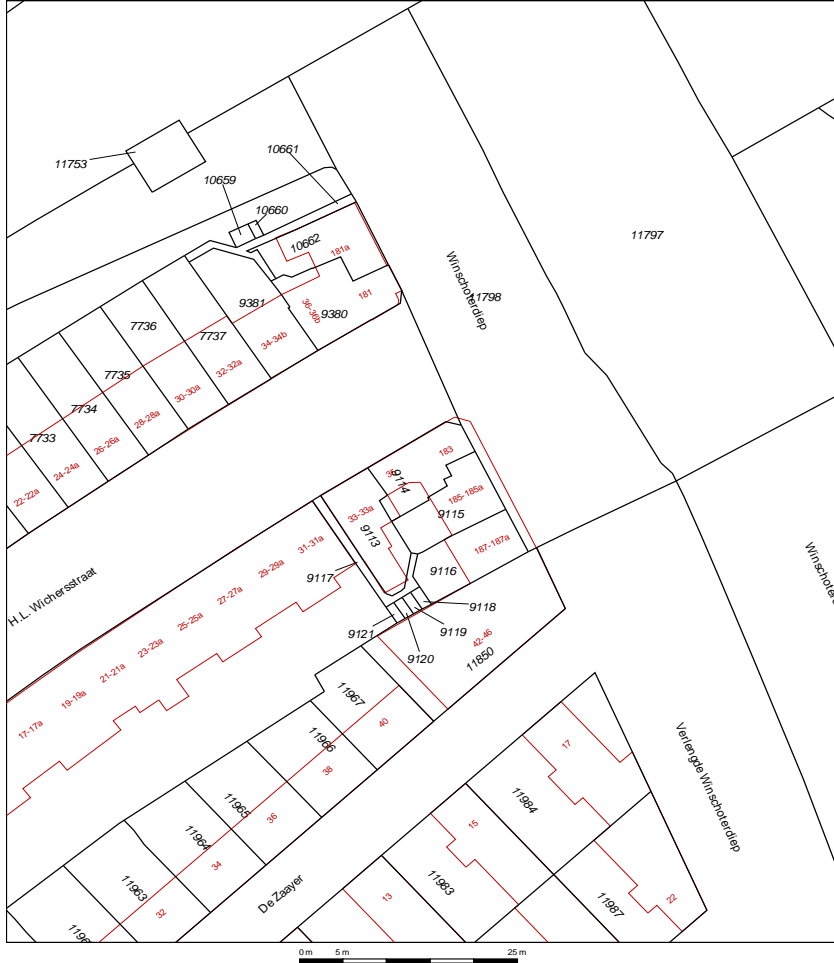 11753
10661
10659
10660
10662
181a
11797
Winschoterdiep
9381
36-36b
9380
181
7736
7737
34-34b
32-32a
7735
30-30a
7734
28-28a
7733
26-26a
24-24a
22-22a
183
9114
185-185a
33-33a
9115
9113
187-187a
31-31a
9117
9116
29-29a
27-27a
H.L. Wichersstraat
25-25a
9118
9121
9119
9120
23-23a
42-46
11850
21-21a
19-19a
17-17a
11967
40
11966
38
11965
36
11964
34
11963
32
Verlengde Winschoterdiep
17
11984
15
11983
De Zaayer
13
11987
22
0 m 5 m 25 m